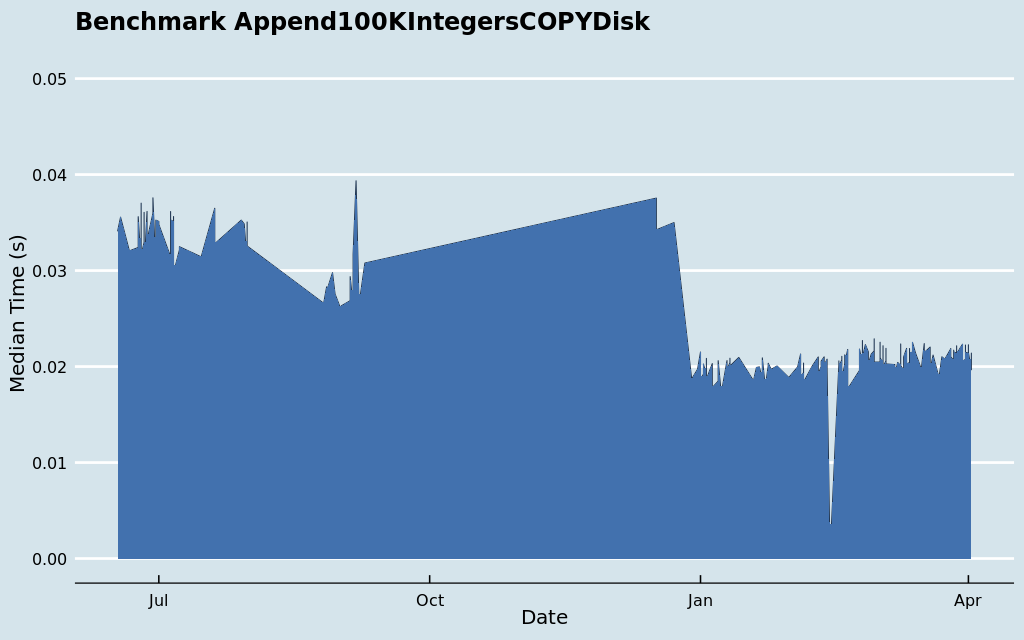 Benchmark Append100KIntegersCOPYDisk
0.05
0.04
0.03
0.02
0.01
0.00
Median Time (s)
Jul Oct Jan Apr
Date